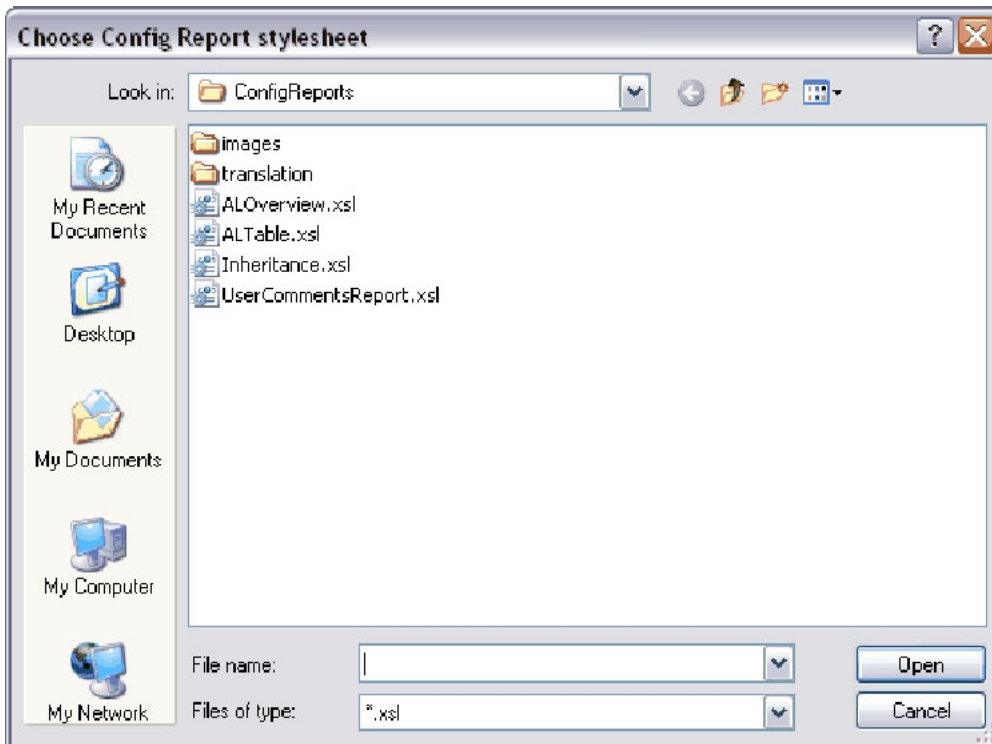 Choose Config Report stylesheet
?
Look in:
ConfigReports
My Recent
Documents
Desktop
My Documents
My Computer
My Network
images
translation
ALOverview.xsl
ALTable.xsl
Inheritance.xsl
UserCommentsReport.xsl
File name:
Open
Files of type:
*.xsl
Cancel